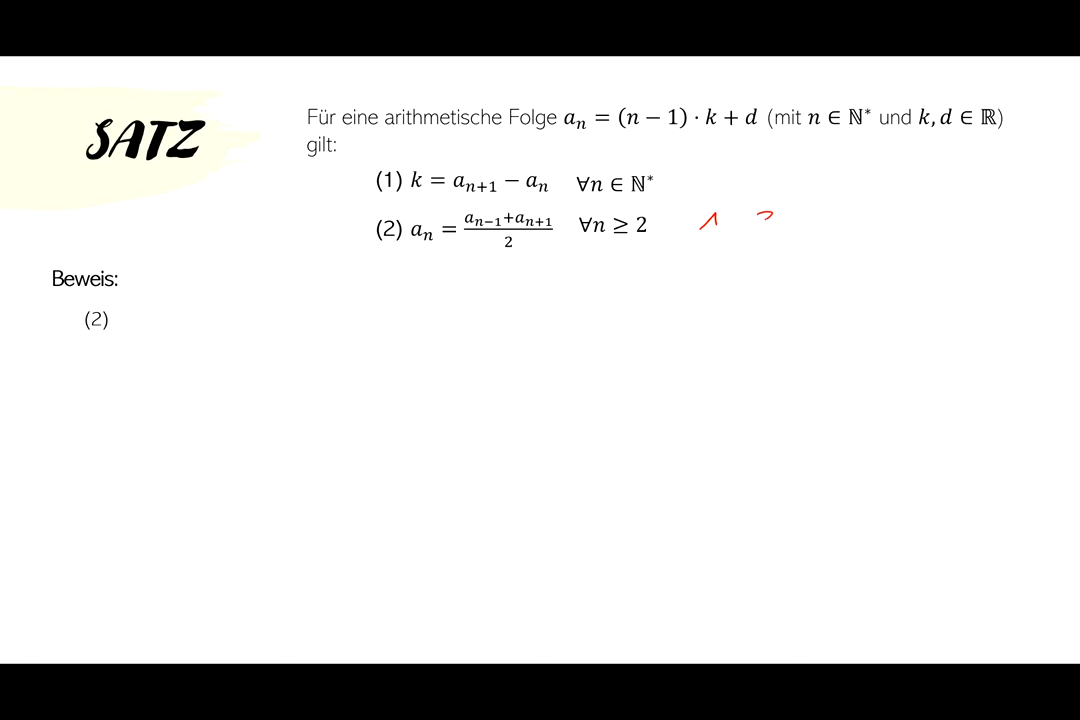 SATZ
Für eine arithmetische Folge aₙ = (n − 1) · k + d (mit n ∈ ℕ* und k, d ∈ ℝ)
gilt:
(1) k = aₙ₊₁ − aₙ ∀n ∈ ℕ*
(2) aₙ = (aₙ₋₁+aₙ₊₁)/2 ∀n ≥ 2 1
Beweis:
(2)